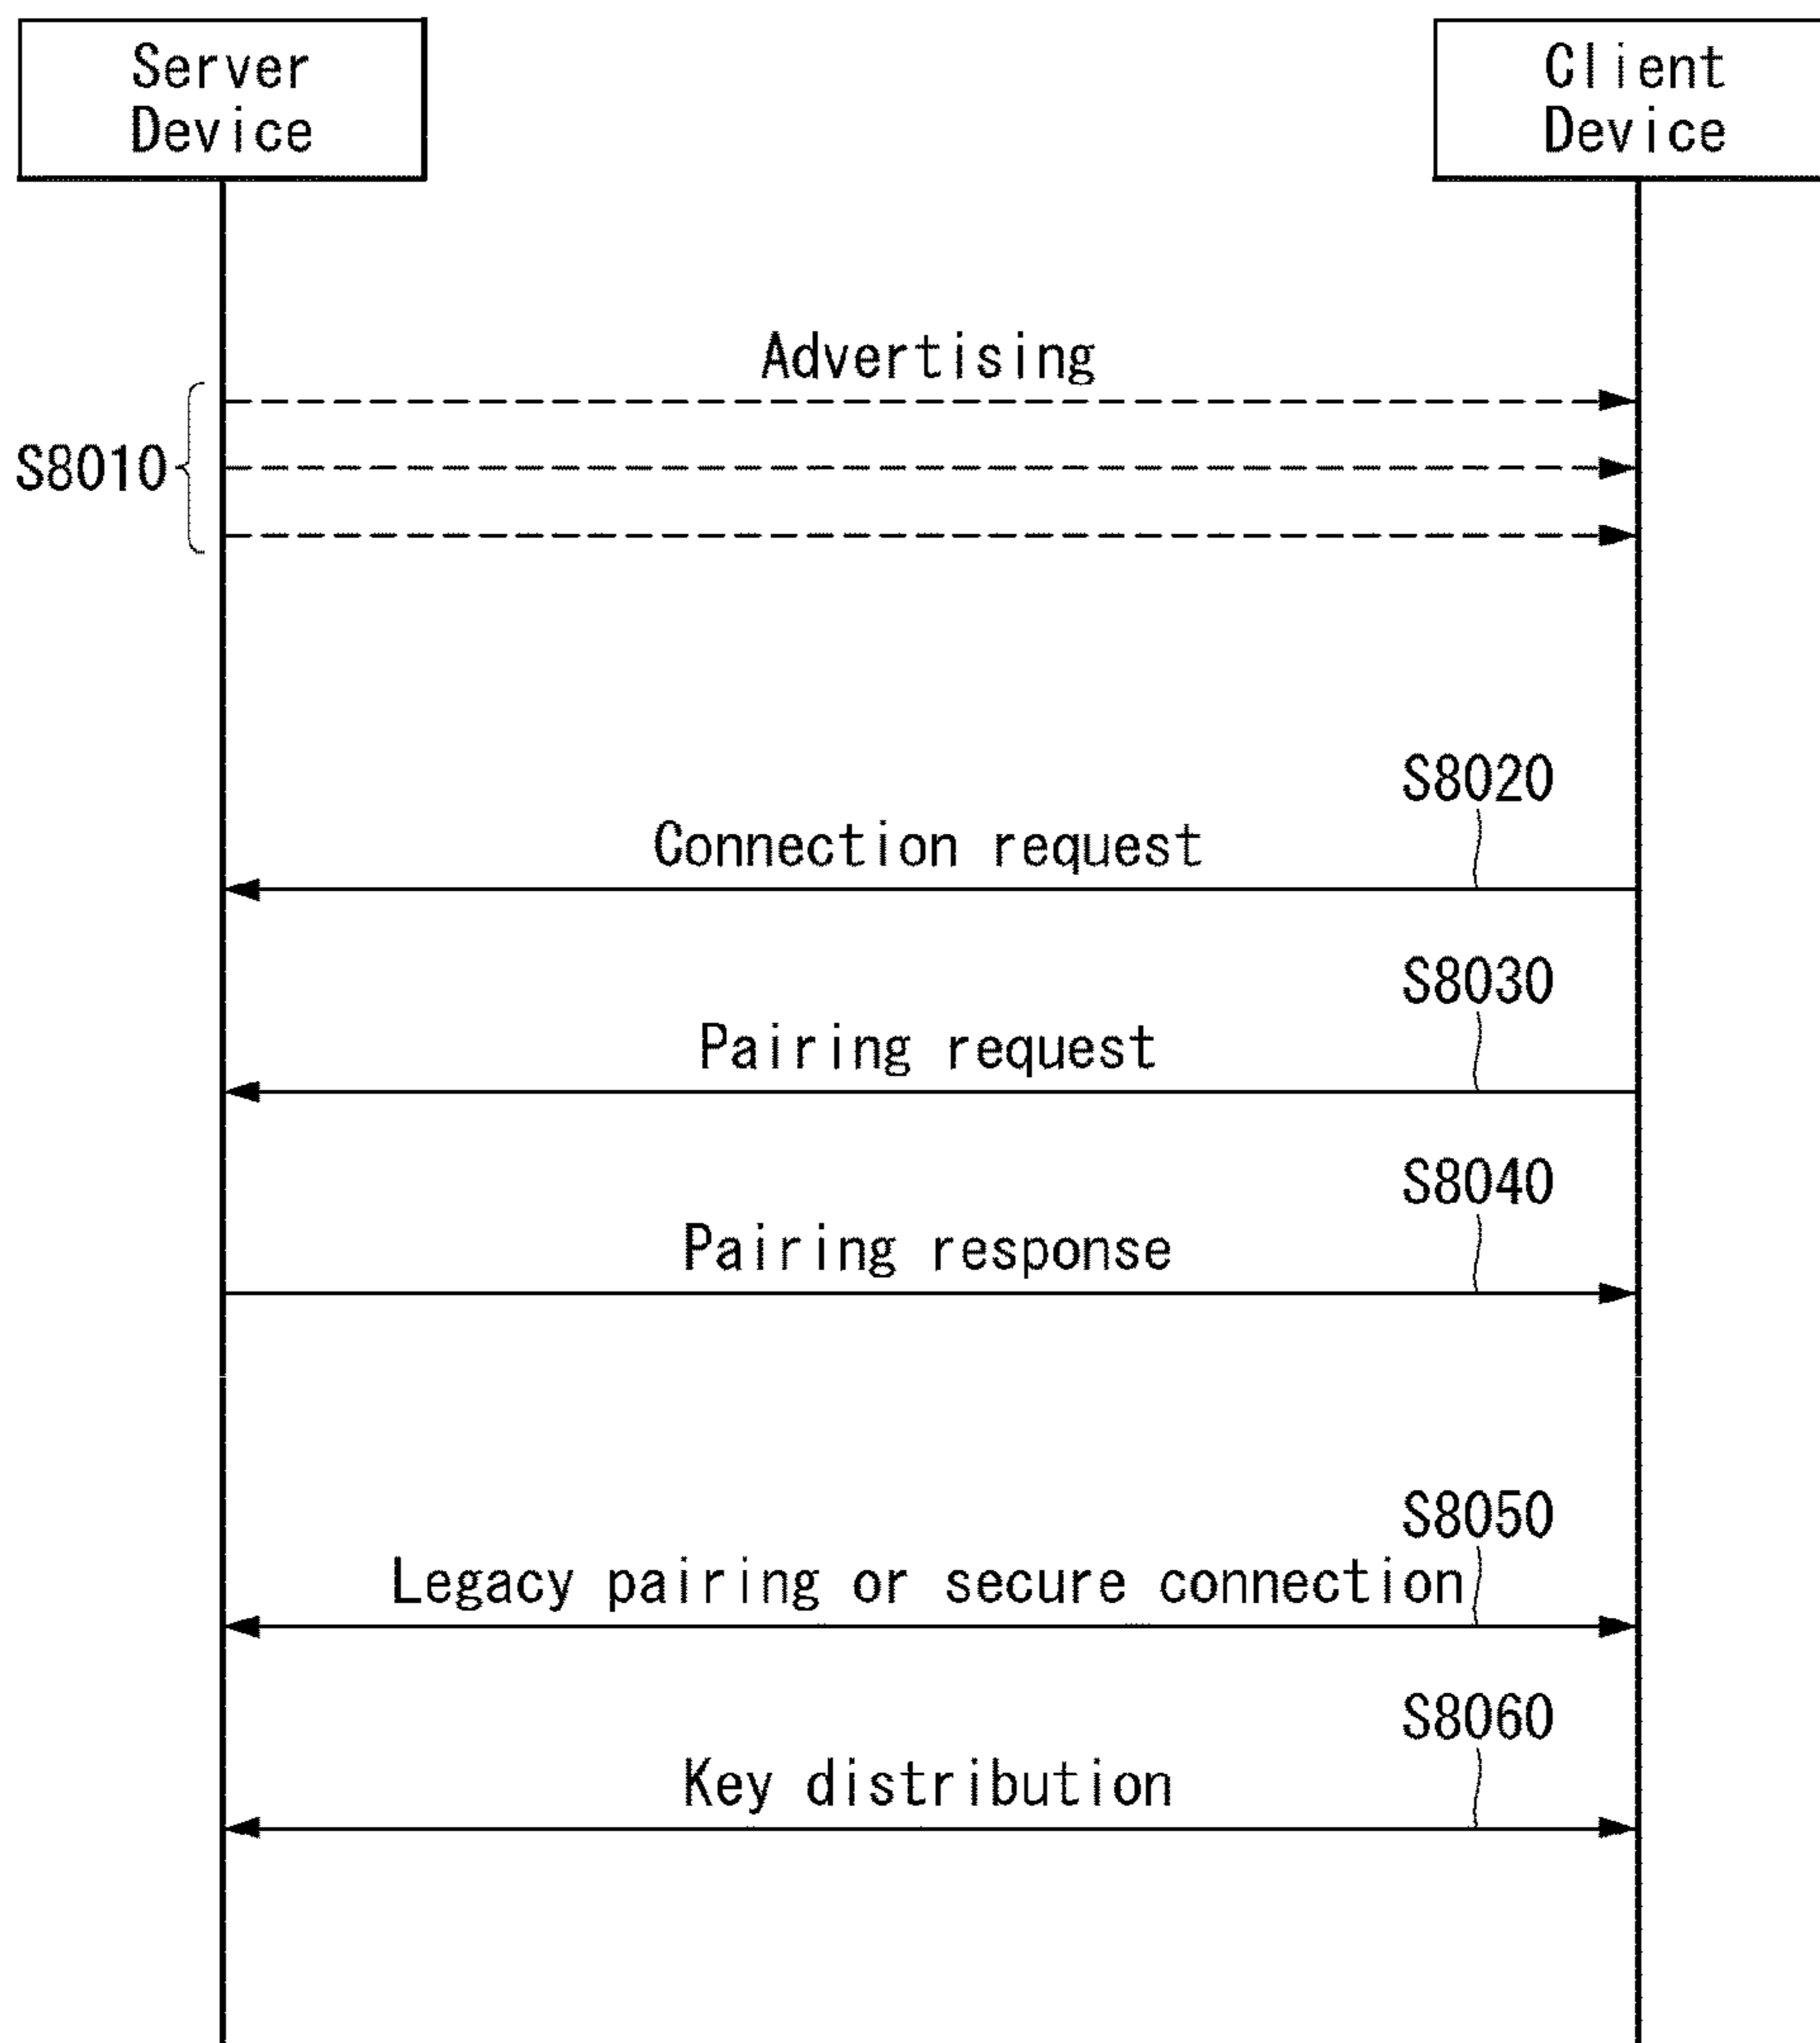 Server
Device
Client
Device
Advertising
S8010
S8020
Connection request
S8030
Pairing request
S8040
Pairing response
S8050
Legacy pairing or secure connection
S8060
Key distribution